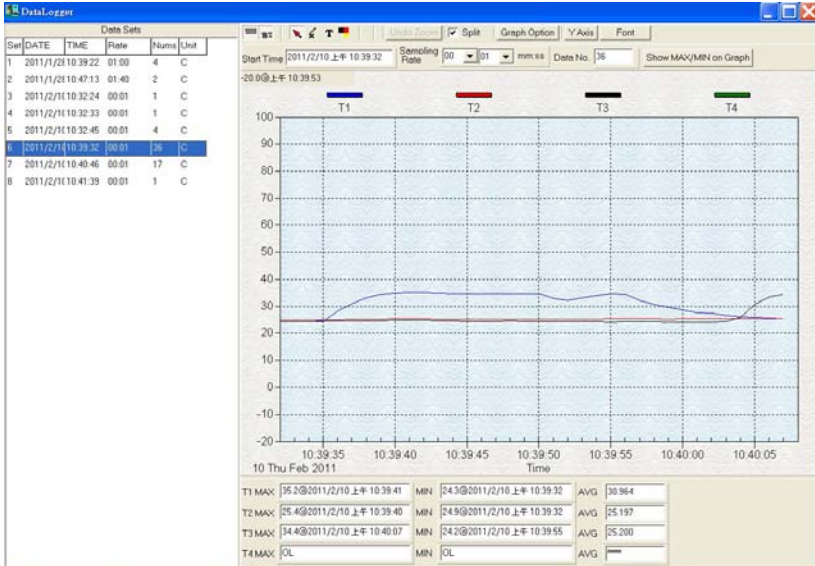 DataLogger
Data Sets
Set DATE TIME Rate Nums Unit
1 2011/1/28 10:39:22 01:00 4 C
2 2011/1/28 10:47:13 01:40 2 C
3 2011/2/10 10:32:24 00:01 1 C
4 2011/2/10 10:32:33 00:01 1 C
5 2011/2/10 10:32:45 00:01 4 C
6 2011/2/10 10:39:32 00:01 36 C
7 2011/2/10 10:40:46 00:01 17 C
8 2011/2/10 10:41:39 00:01 1 C
T Undo Zoom Split Graph Option Y Axis Font
Start Time 2011/2/10 上午 10:39:32 Sampling Rate 00 : 01 mm:ss Data No. 36 Show MAX/MIN on Graph
-20.0@上午 10:39:53
T1 T2 T3 T4
100
90
80
70
60
50
40
30
20
10
0
-10
-20
10:39:35 10:39:40 10:39:45 10:39:50 10:39:55 10:40:00 10:40:05
10 Thu Feb 2011 Time
T1 MAX 35.2@2011/2/10 上午 10:39:41 MIN 24.3@2011/2/10 上午 10:39:32 AVG 30.964
T2 MAX 25.4@2011/2/10 上午 10:39:40 MIN 24.9@2011/2/10 上午 10:39:32 AVG 25.197
T3 MAX 34.4@2011/2/10 上午 10:40:07 MIN 24.2@2011/2/10 上午 10:39:55 AVG 25.200
T4 MAX OL MIN OL AVG ****